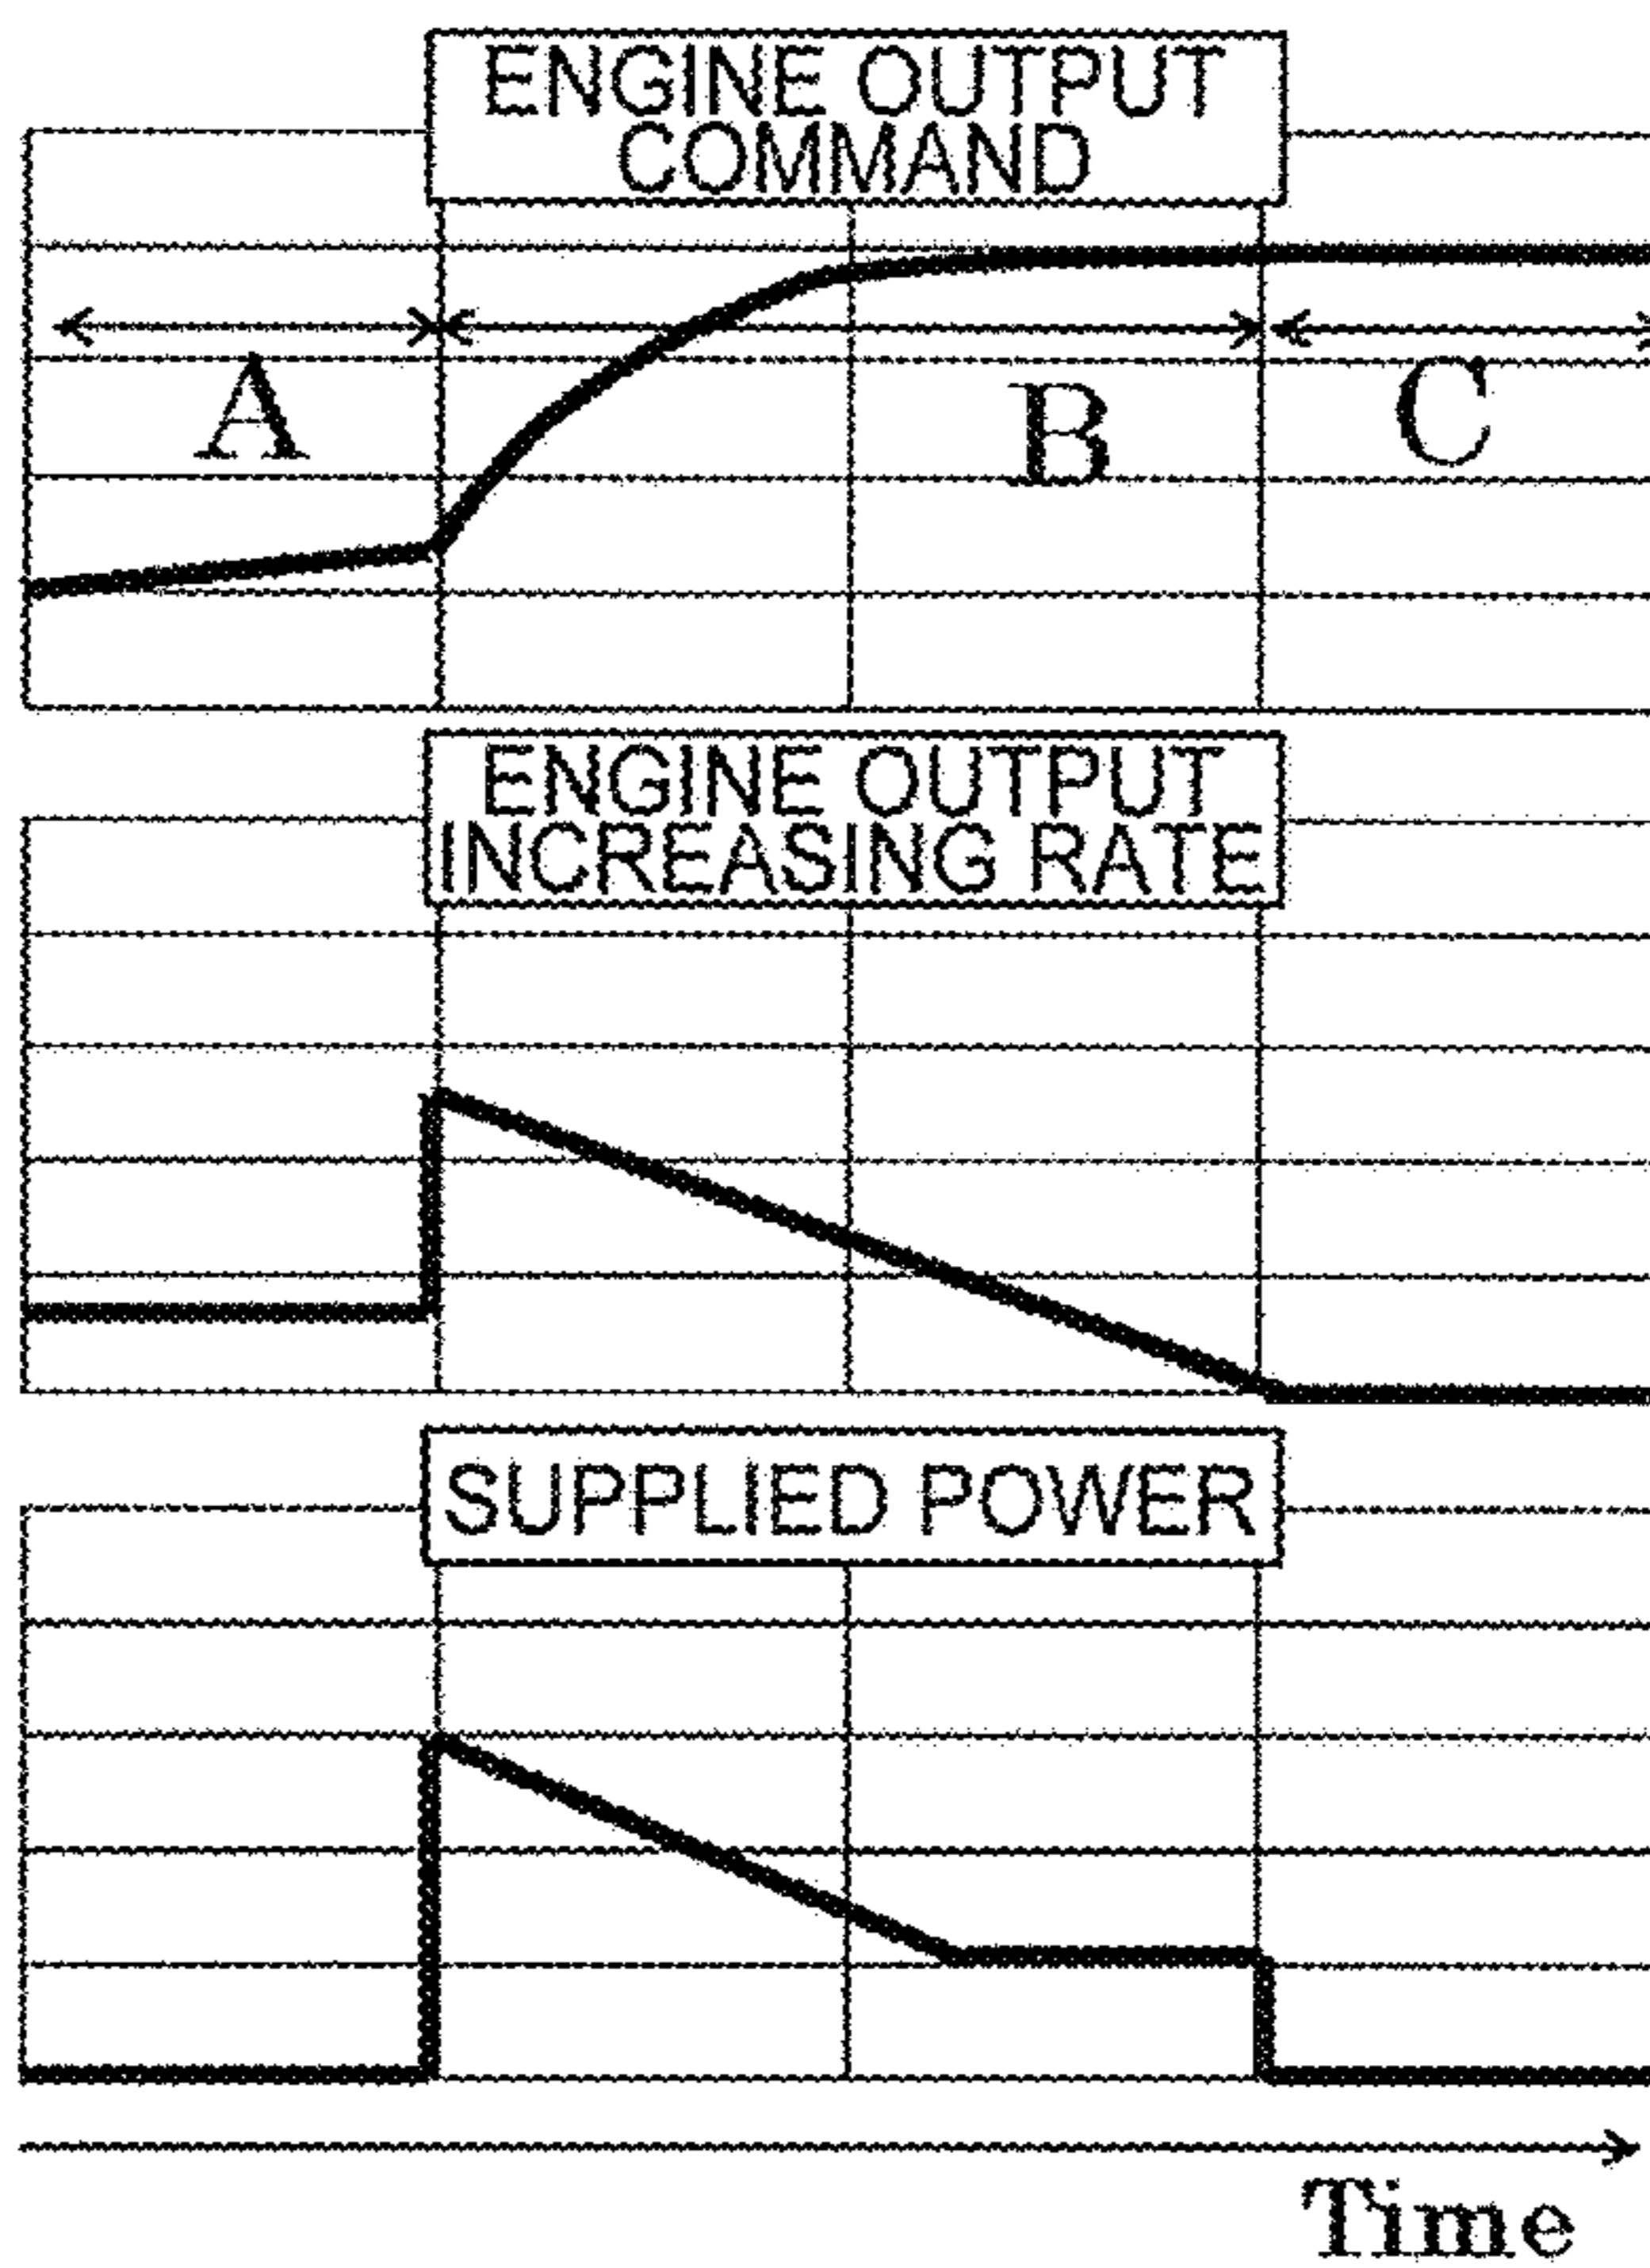 ENGINE OUTPUT
COMMAND
A
B
C
ENGINE OUTPUT
INCREASING RATE
SUPPLIED POWER
Time